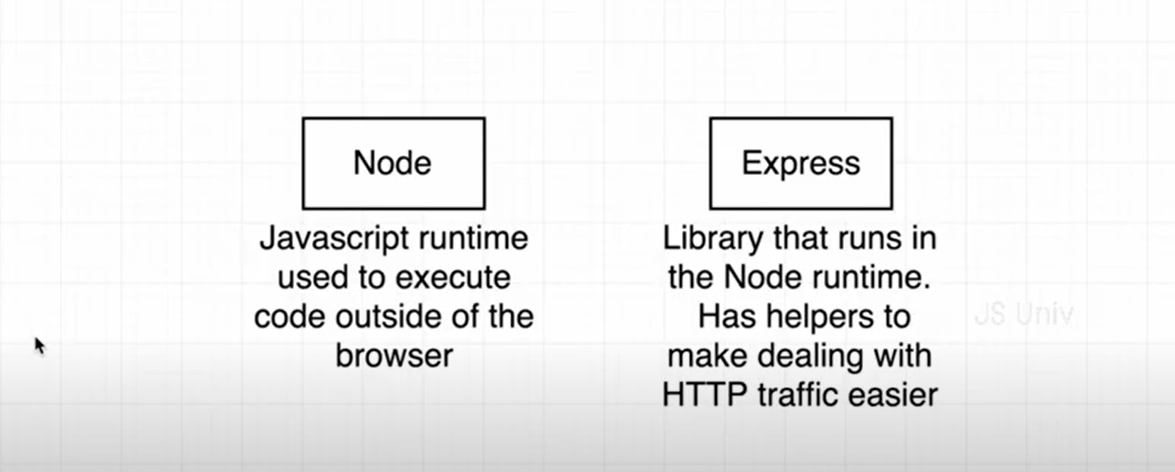 Node
Javascript runtime
used to execute
code outside of the
browser
Express
Library that runs in
the Node runtime.
Has helpers to
make dealing with
HTTP traffic easier
JS Univ